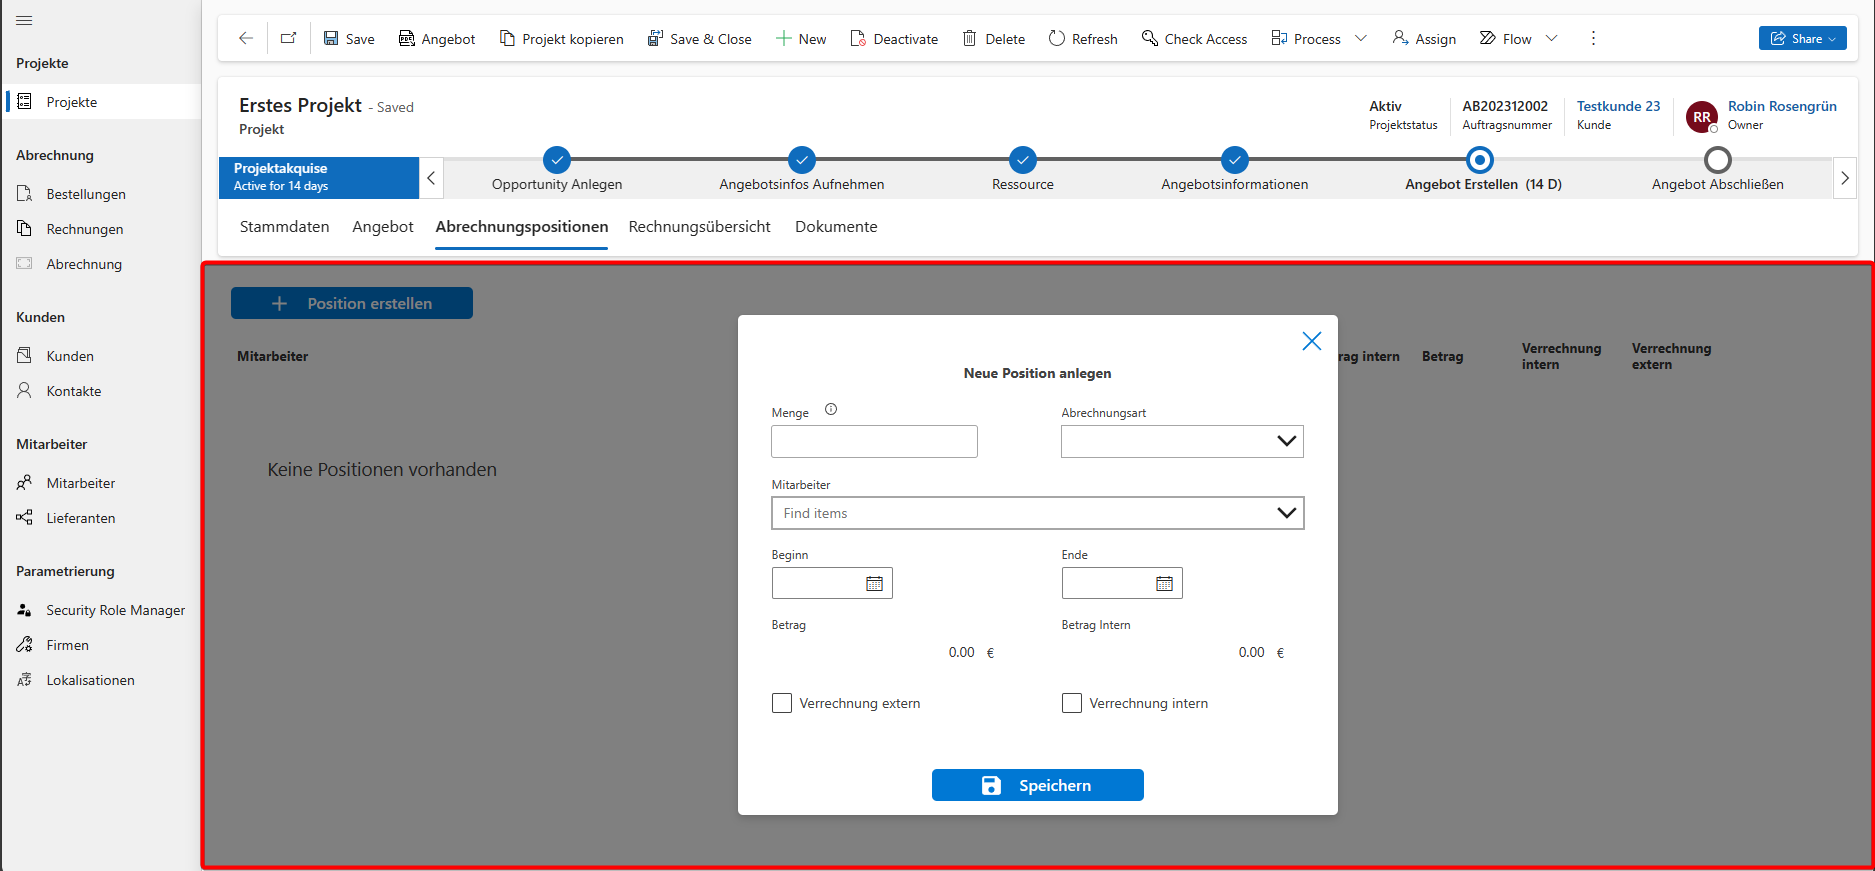 Projekte
Projekte
Abrechnung
Bestellungen
Rechnungen
Abrechnung
Kunden
Kunden
Kontakte
Mitarbeiter
Mitarbeiter
Lieferanten
Parametrierung
Security Role Manager
Firmen
Lokalisationen
Save
Angebot
Projekt kopieren
Save & Close
New
Deactivate
Delete
Refresh
Check Access
Process
Assign
Flow
Share
Erstes Projekt - Saved
Projekt
Aktiv
Projektstatus
AB202312002
Auftragsnummer
Testkunde 23
Kunde
RR
Robin Rosengrün
Owner
Projektakquise
Active for 14 days
Opportunity Anlegen
Angebotsinfos Aufnehmen
Ressource
Angebotsinformationen
Angebot Erstellen (14 D)
Angebot Abschließen
Stammdaten
Angebot
Abrechnungspositionen
Rechnungsübersicht
Dokumente
Position erstellen
Mitarbeiter
rag intern
Betrag
Verrechnung
intern
Verrechnung
extern
Keine Positionen vorhanden
Neue Position anlegen
Menge
Abrechnungsart
Mitarbeiter
Find items
Beginn
Ende
Betrag
Betrag Intern
0.00 €
0.00 €
Verrechnung extern
Verrechnung intern
Speichern